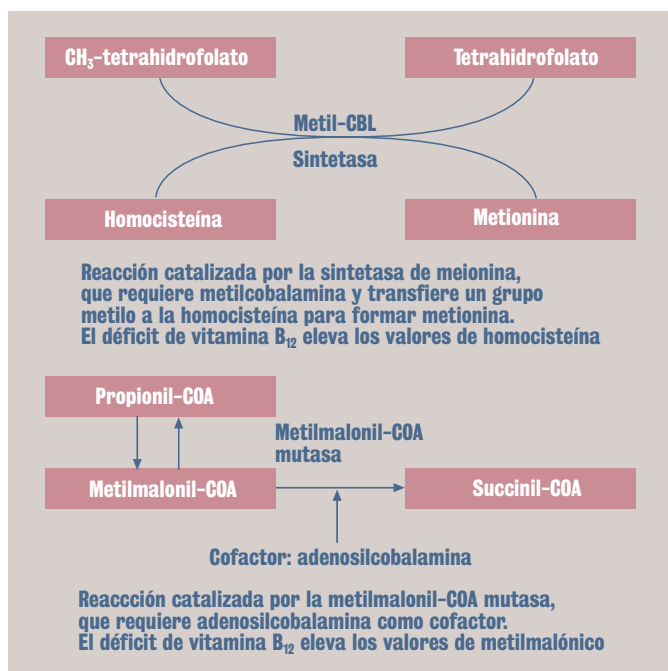 CH₃-tetrahidrofolato
Tetrahidrofolato
Metil-CBL
Sintetasa
Homocisteína
Metionina
Reacción catalizada por la sintetasa de meionina,
que requiere metilcobalamina y transfiere un grupo
metilo a la homocisteína para formar metionina.
El déficit de vitamina B₁₂ eleva los valores de homocisteína
Propionil-COA
Metilmalonil-COA
mutasa
Metilmalonil-COA
Succinil-COA
Cofactor: adenosilcobalamina
Reaccción catalizada por la metilmalonil-COA mutasa,
que requiere adenosilcobalamina como cofactor.
El déficit de vitamina B₁₂ eleva los valores de metilmalónico